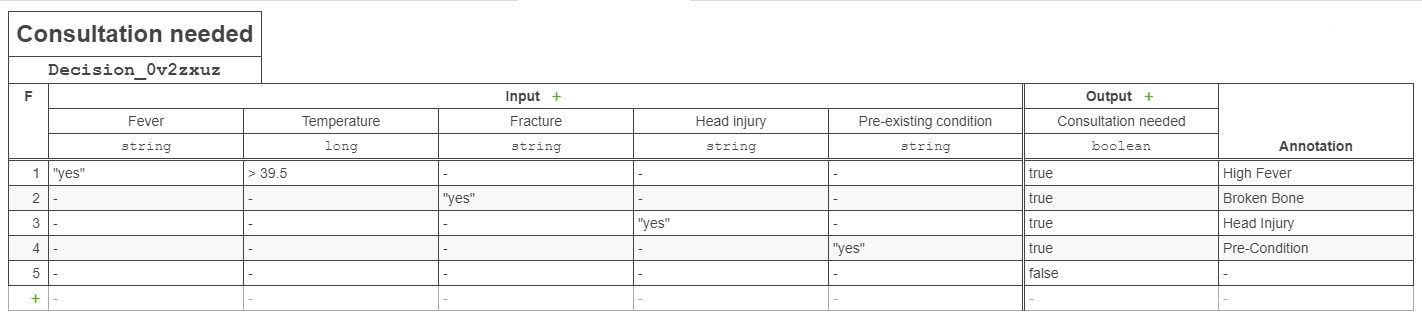 Consultation needed
Decision_0v2zxuz
F Input + Output + Annotation
Fever Temperature Fracture Head injury Pre-existing condition Consultation needed
string long string string string boolean
1 "yes" > 39.5 - - - true High Fever
2 - - "yes" - - true Broken Bone
3 - - - "yes" - true Head Injury
4 - - - - "yes" true Pre-Condition
5 - - - - - false -
+ - - - - - - -